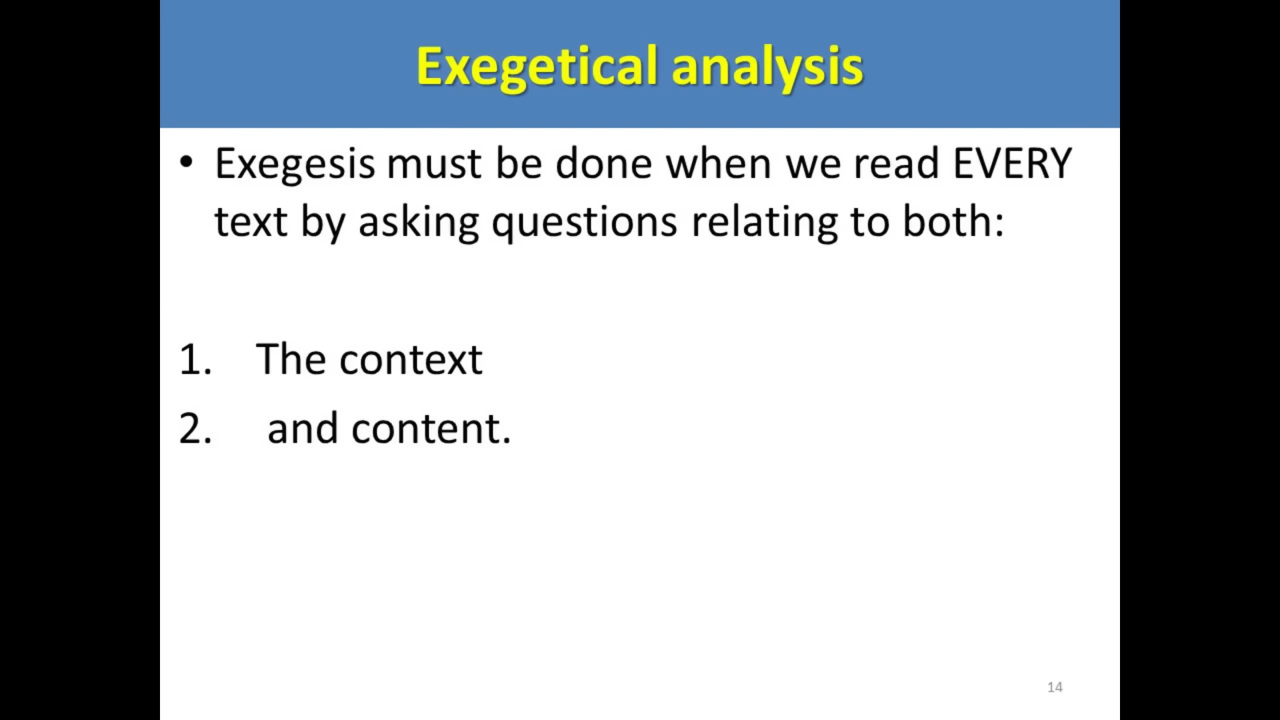 Exegetical analysis
• Exegesis must be done when we read EVERY
text by asking questions relating to both:
1. The context
2. and content.
14